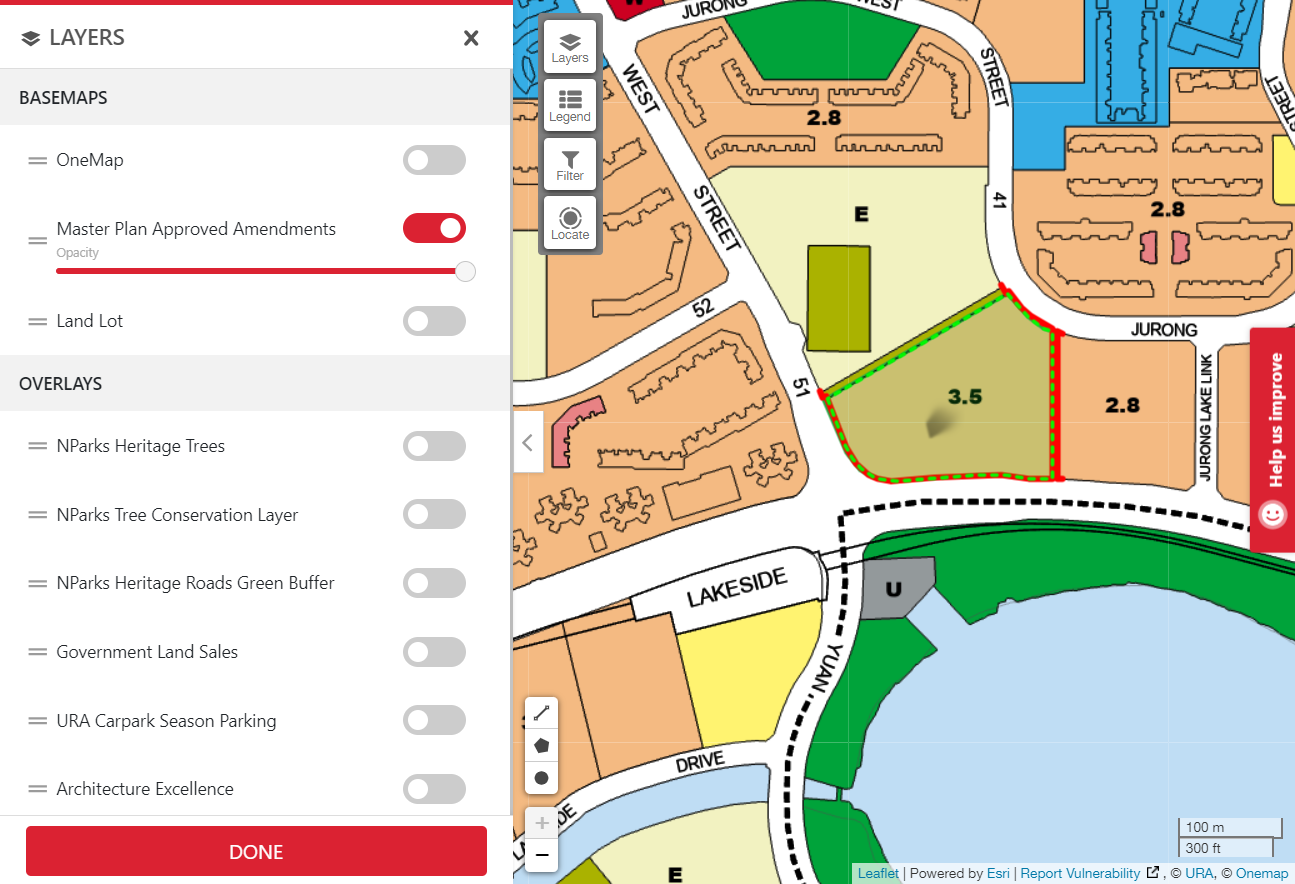 LAYERS
BASEMAPS
OneMap
Master Plan Approved Amendments
Opacity
Land Lot
OVERLAYS
NParks Heritage Trees
NParks Tree Conservation Layer
NParks Heritage Roads Green Buffer
Government Land Sales
URA Carpark Season Parking
Architecture Excellence
DONE
Layers
Legend
Filter
Locate
JURONG
WEST
STREET
WEST
STREET
STREET
2.8
E
41
2.8
52
51
3.5
2.8
JURONG
JURONG LAKE LINK
Help us improve
LAKESIDE
U
YUAN
DRIVE
E
100 m
300 ft
Leaflet | Powered by Esri | Report Vulnerability , © URA, © Onemap